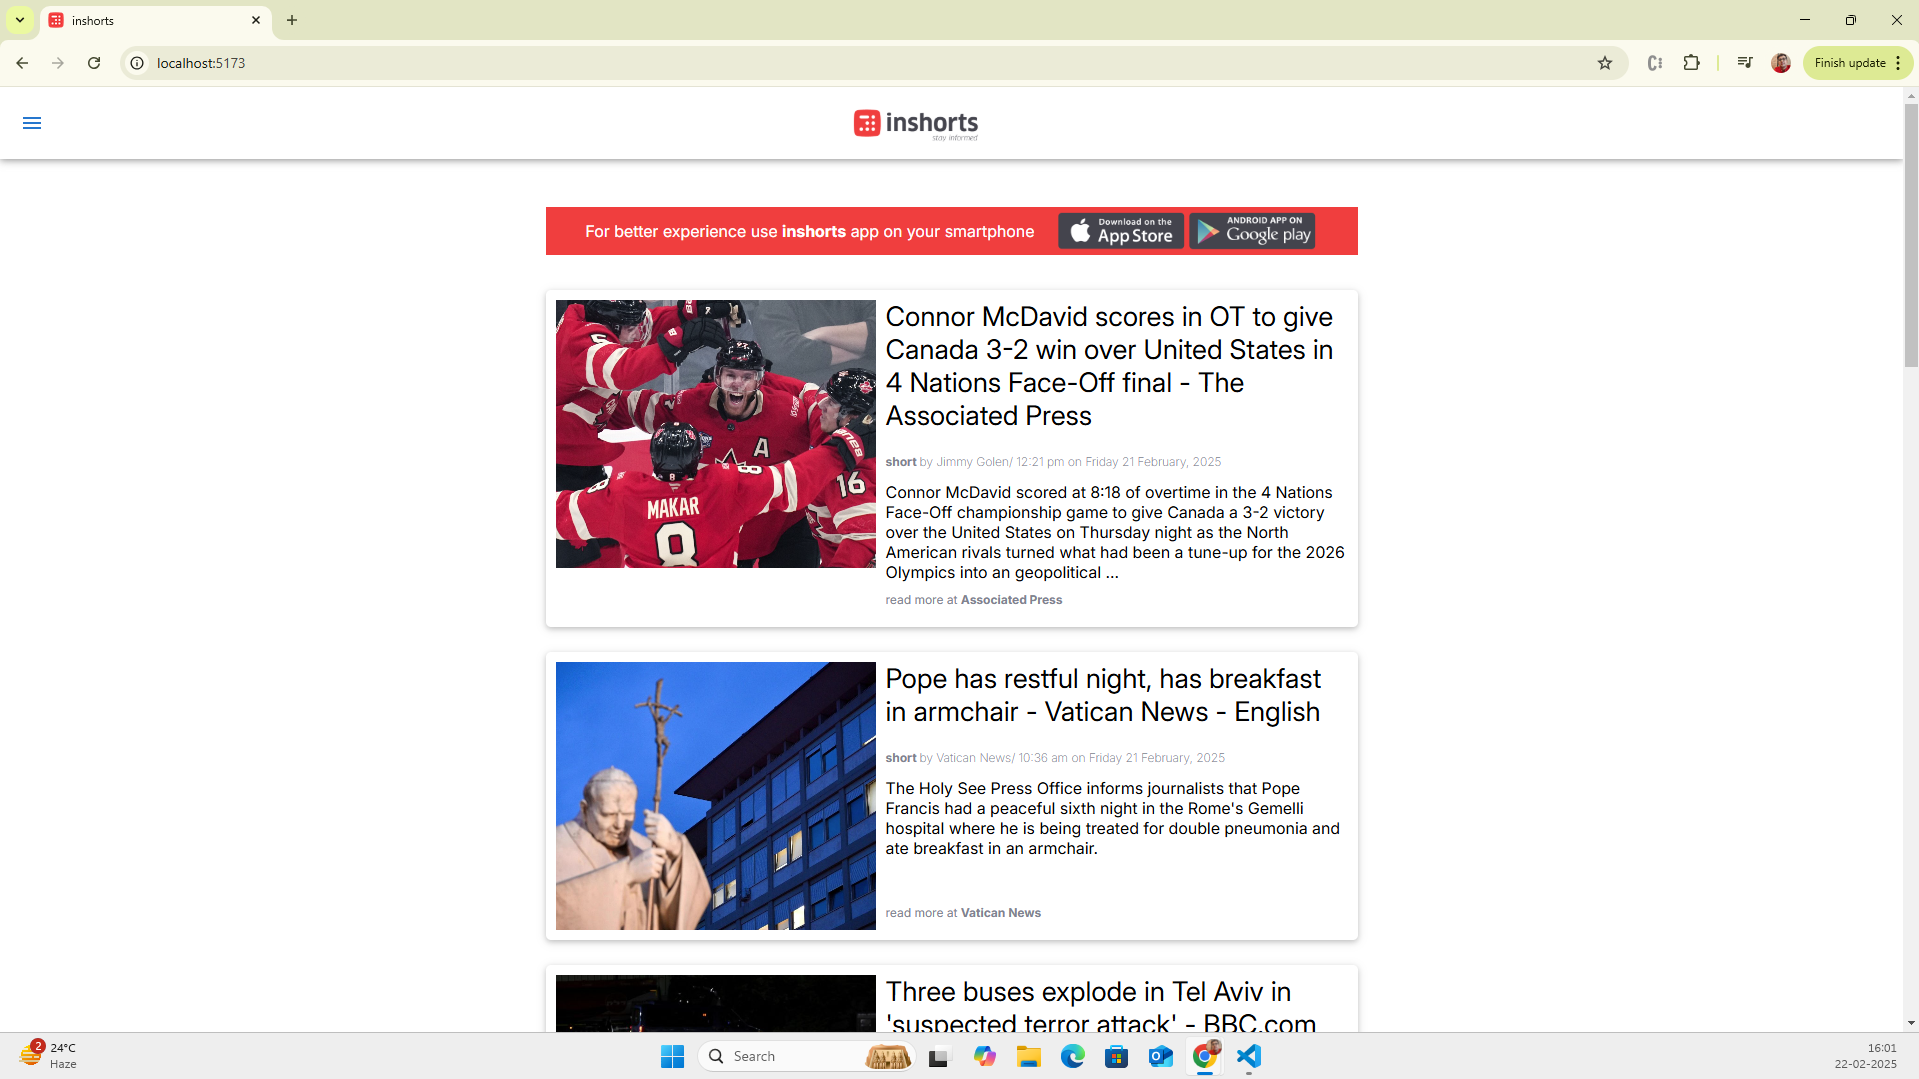 inshorts
localhost:5173
Finish update
inshorts
stay informed
For better experience use inshorts app on your smartphone
Download on the
App Store
ANDROID APP ON
Google play
Connor McDavid scores in OT to give
Canada 3-2 win over United States in
4 Nations Face-Off final - The
Associated Press
short by Jimmy Golen/ 12:21 pm on Friday 21 February, 2025
Connor McDavid scored at 8:18 of overtime in the 4 Nations
Face-Off championship game to give Canada a 3-2 victory
over the United States on Thursday night as the North
American rivals turned what had been a tune-up for the 2026
Olympics into an geopolitical ...
read more at Associated Press
MAKAR
8
16
A
8
8
Pope has restful night, has breakfast
in armchair - Vatican News - English
short by Vatican News/ 10:36 am on Friday 21 February, 2025
The Holy See Press Office informs journalists that Pope
Francis had a peaceful sixth night in the Rome's Gemelli
hospital where he is being treated for double pneumonia and
ate breakfast in an armchair.
read more at Vatican News
Three buses explode in Tel Aviv in
'suspected terror attack' - BBC.com
2
24°C
Haze
Search
16:01
22-02-2025